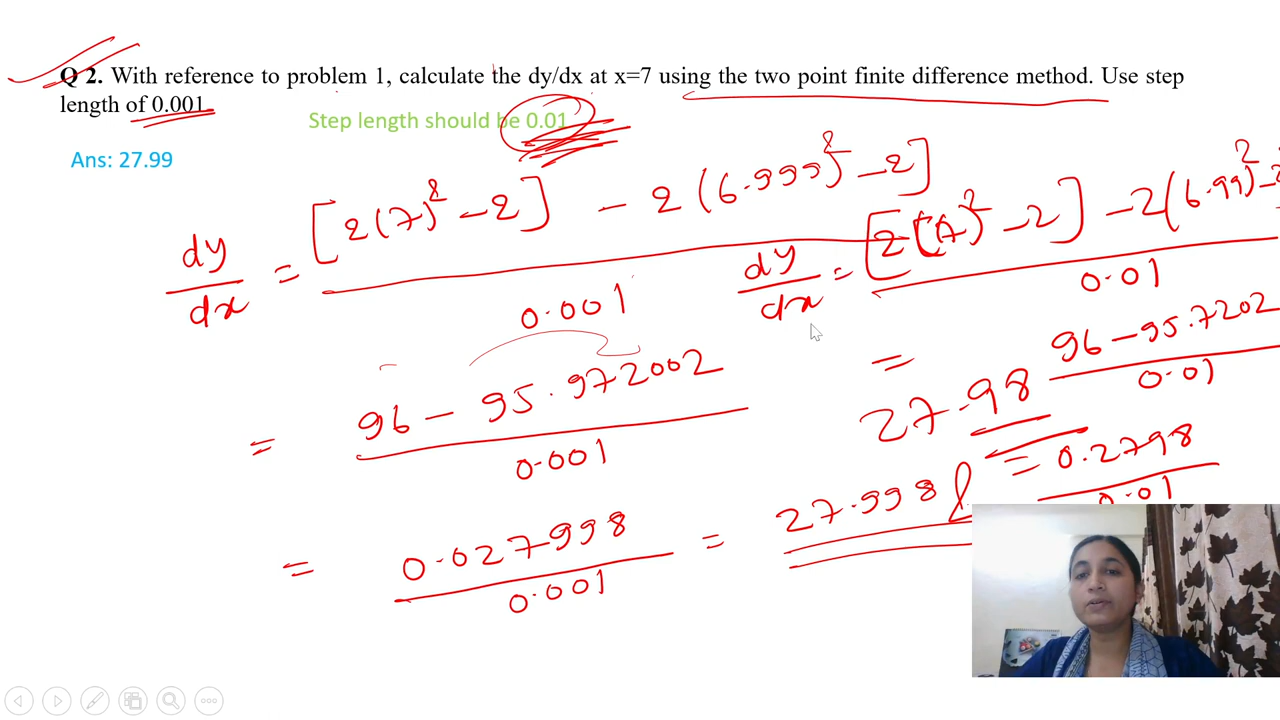 Q 2. With reference to problem 1, calculate the dy/dx at x=7 using the two point finite difference method. Use step
length of 0.001
Step length should be 0.01
Ans: 27.99
dy/dx = [2(7)² - 2] - 2(6.999)² - 2] / 0.001
= 96 - 95.972002 / 0.001
= 0.027998 / 0.001 = 27.998
dy/dx = [2(7)² - 2] - 2(6.99)² - 2 / 0.01
= 96 - 95.7202 / 0.01
= 0.2798 / 0.01
27.98